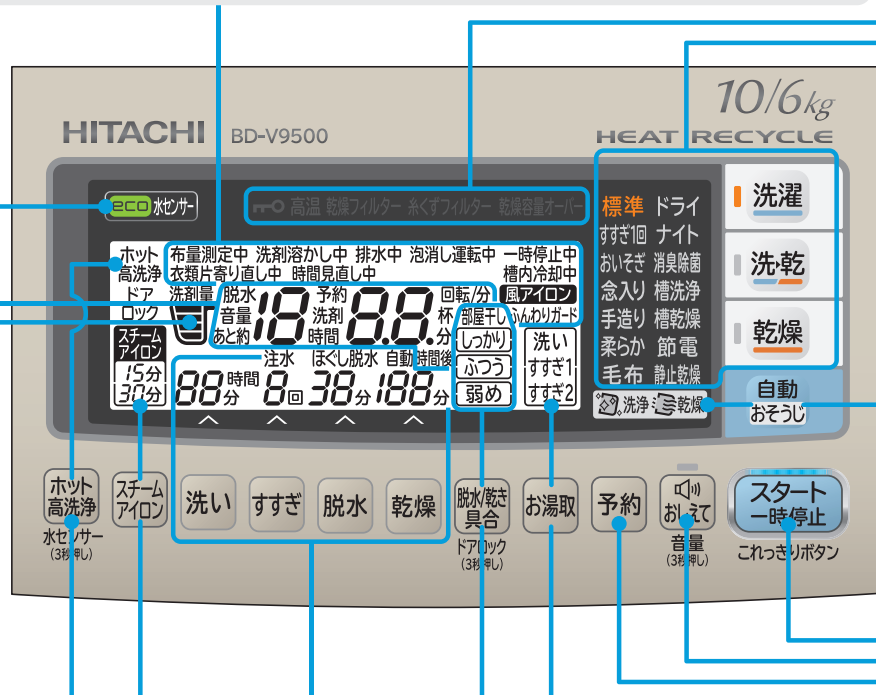 10/6kg
HITACHI BD-V9500
HEAT RECYCLE
eco 水センサー
高温 乾燥フィルター 糸くずフィルター 乾燥容量オーバー
標準 ドライ
すすぎ1回 ナイト
おいそぎ 消臭除菌
念入り 槽洗浄
手造り 槽乾燥
柔らか 節電
毛布 静止乾燥
洗濯
洗・乾
乾燥
自動
おそうじ
ホット
高洗浄
布量測定中 洗剤溶かし中 排水中 泡消し運転中 一時停止中
衣類片寄り直し中 時間見直し中 槽内冷却中
ドア
ロック
洗剤量 脱水 予約 回転/分 風アイロン
音量 18 洗剤 8.8. 杯 部屋干し ふんわりガード
あと約 時間 分
スチーム
アイロン
15分
30分
注水 ほぐし脱水 自動 時間後
88時間分 8回 38分 188分
しっかり
ふつう
弱め
洗い
すすぎ1
すすぎ2
洗浄 乾燥
ホット
高洗浄
水センサー
(3秒押し)
スチーム
アイロン
洗い
すすぎ
脱水
乾燥
脱水/乾き
具合
ドアロック
(3秒押し)
お湯取
予約
おしえて
音量
(3秒押し)
スタート
一時停止
これっきりボタン